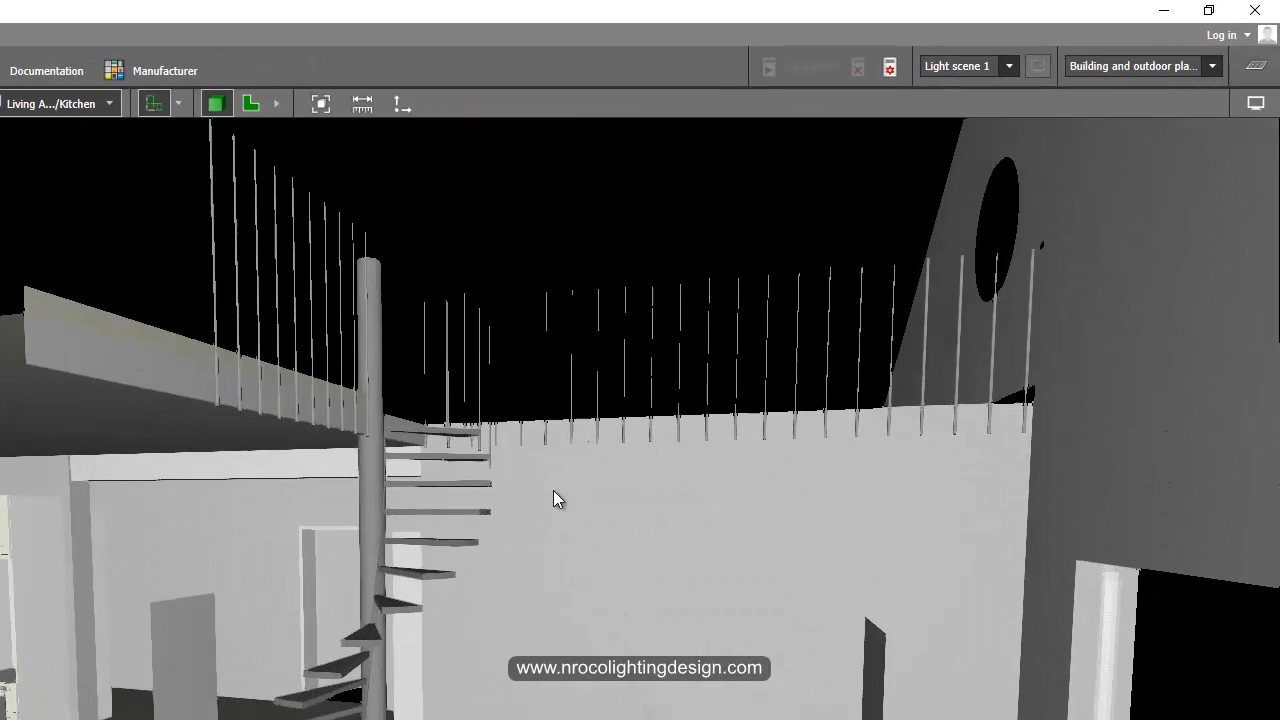 Log in
Documentation
Manufacturer
Light scene 1
Building and outdoor pla...
Living A.../Kitchen
www.nrocolightingdesign.com